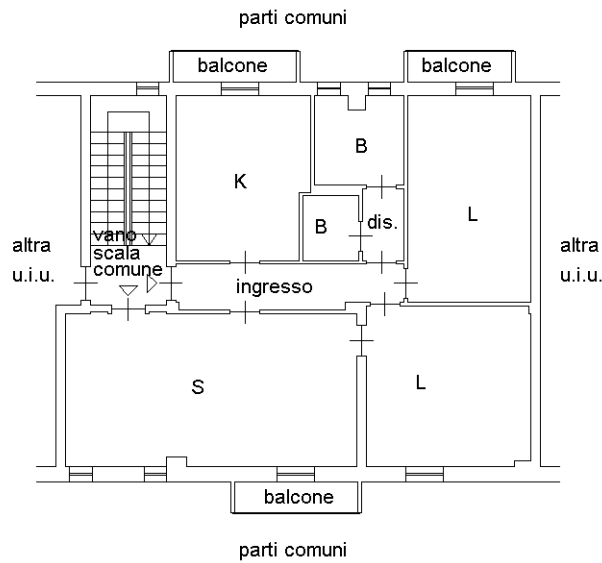 parti comuni
balcone
balcone
B
K
L
B
dis.
vano
scala
comune
altra
u.i.u.
altra
u.i.u.
ingresso
S
L
balcone
parti comuni